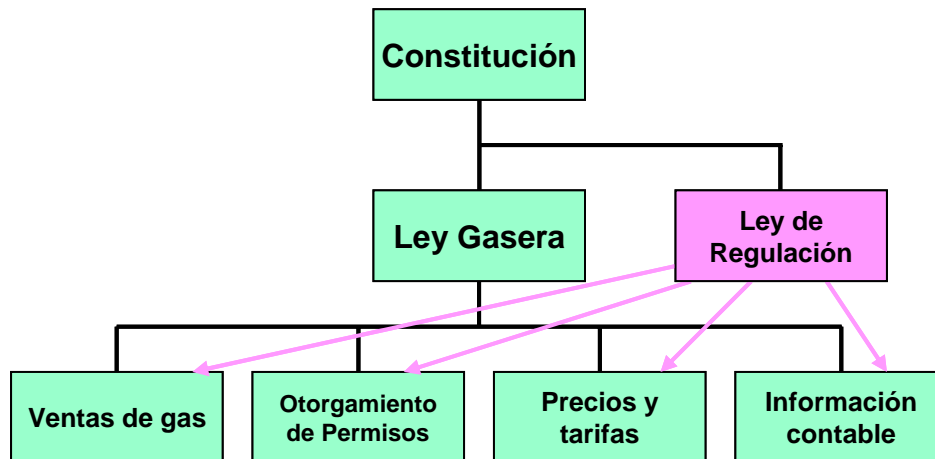 Constitución
Ley Gasera
Ley de
Regulación
Ventas de gas
Otorgamiento
de Permisos
Precios y
tarifas
Información
contable